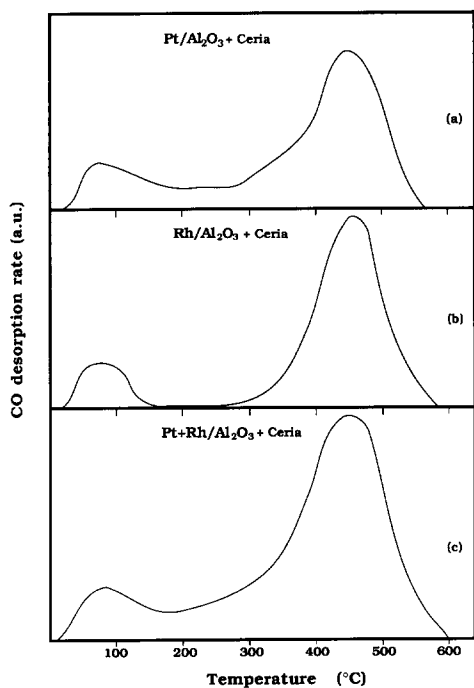 Pt/Al₂O₃ + Ceria
(a)
Rh/Al₂O₃ + Ceria
(b)
Pt+Rh/Al₂O₃ + Ceria
(c)
CO desorption rate (a.u.)
100 200 300 400 500 600
Temperature (°C)